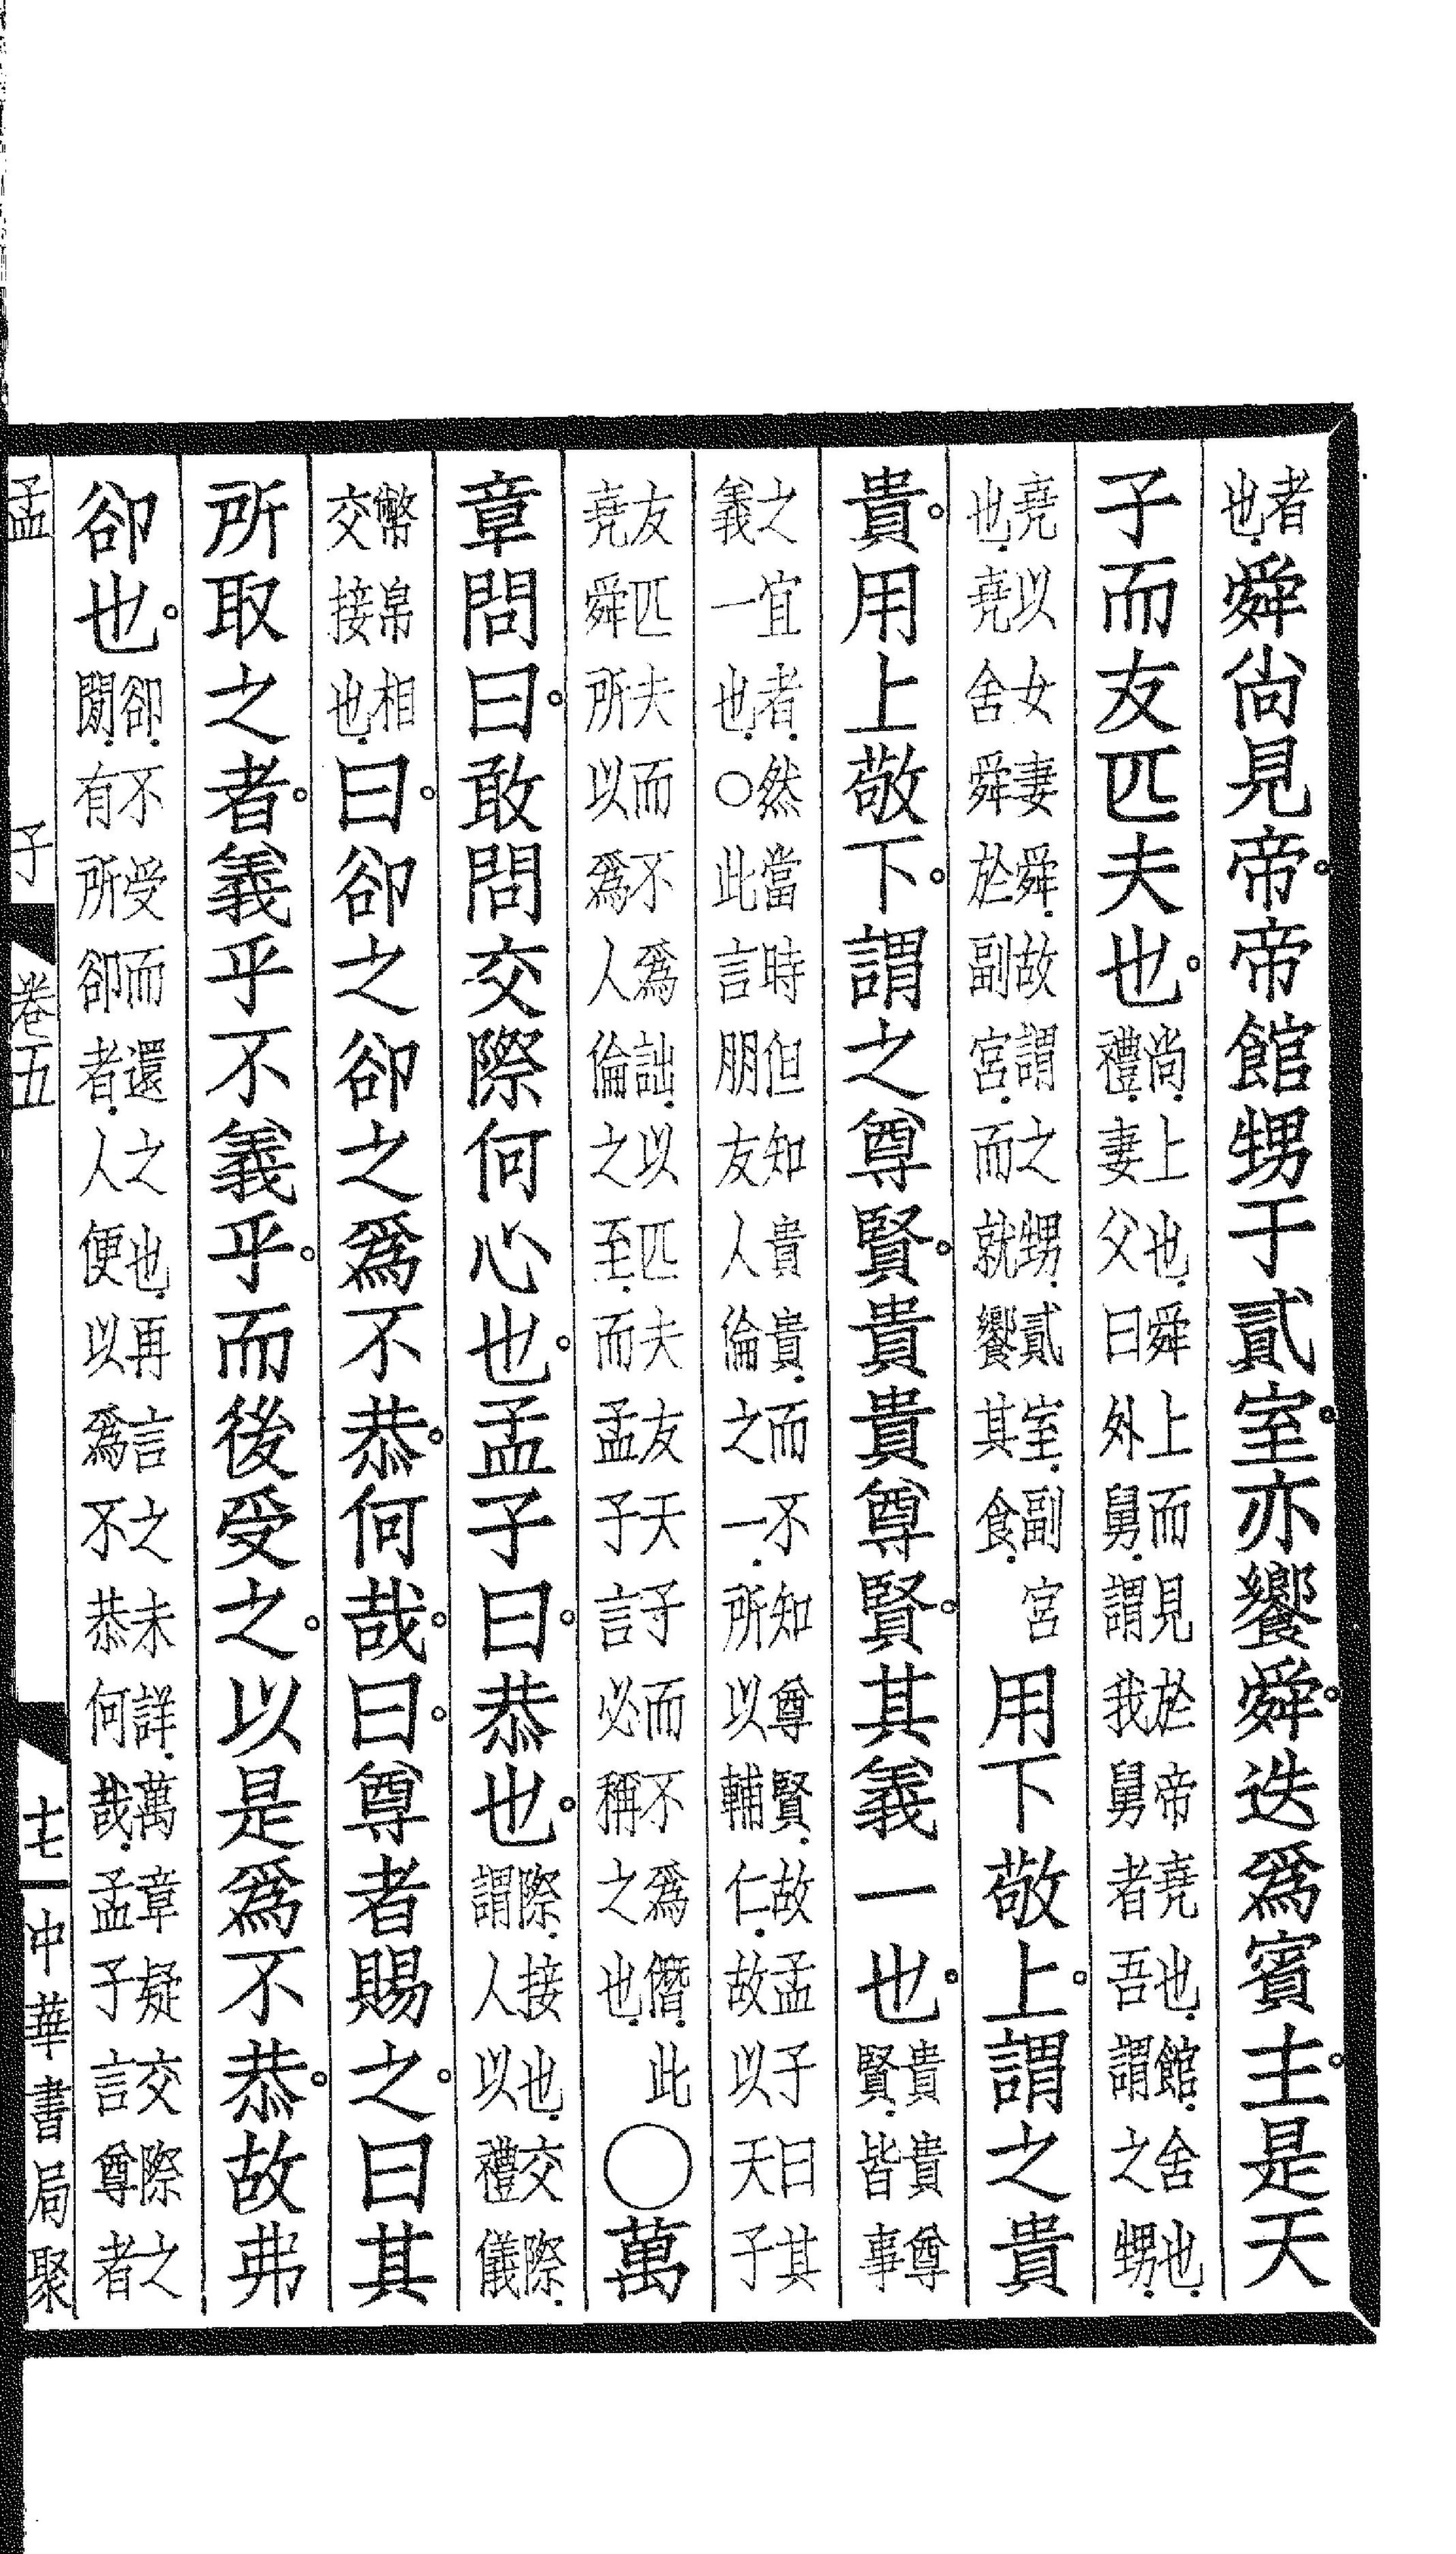 者也.舜尚見帝。帝館甥于貳室。亦饗舜。迭爲賓主。是天
子而友匹夫也。尚.上也.舜上而見於帝堯也.館.舍也.禮.妻父曰外舅.謂我舅者吾謂之甥.
堯以女妻舜.故謂之甥.貳室.副宮也.堯舍舜於副宮.而就饗其食.用下敬上。謂之貴
貴。用上敬下。謂之尊賢。貴貴尊賢。其義一也。貴貴尊賢.皆事
之宜者.然當時但知貴貴.而不知尊賢.故孟子曰其義一也.○此言朋友人倫之一.所以輔仁.故以天子
友匹夫而不爲詘.以匹夫友天子而不爲僭.此堯舜所以爲人倫之至.而孟子言必稱之也.○萬
章問曰。敢問交際何心也。孟子曰。恭也。際.接也.交際.謂人以禮儀
幣帛相交接也.曰。卻之卻之爲不恭。何哉。曰。尊者賜之。曰其
所取之者。義乎不義乎。而後受之。以是爲不恭。故弗
卻也。卻.不受而還之也.再言之未詳.萬章疑交際之閒.有所卻者.人便以爲不恭何哉.孟子言尊者
孟子 卷五 十七 中華書局聚